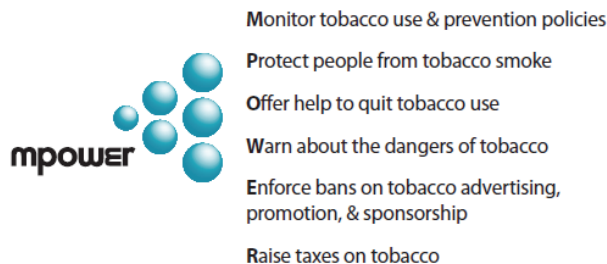 Monitor tobacco use & prevention policies
Protect people from tobacco smoke
Offer help to quit tobacco use
mpower
Warn about the dangers of tobacco
Enforce bans on tobacco advertising,
promotion, & sponsorship
Raise taxes on tobacco